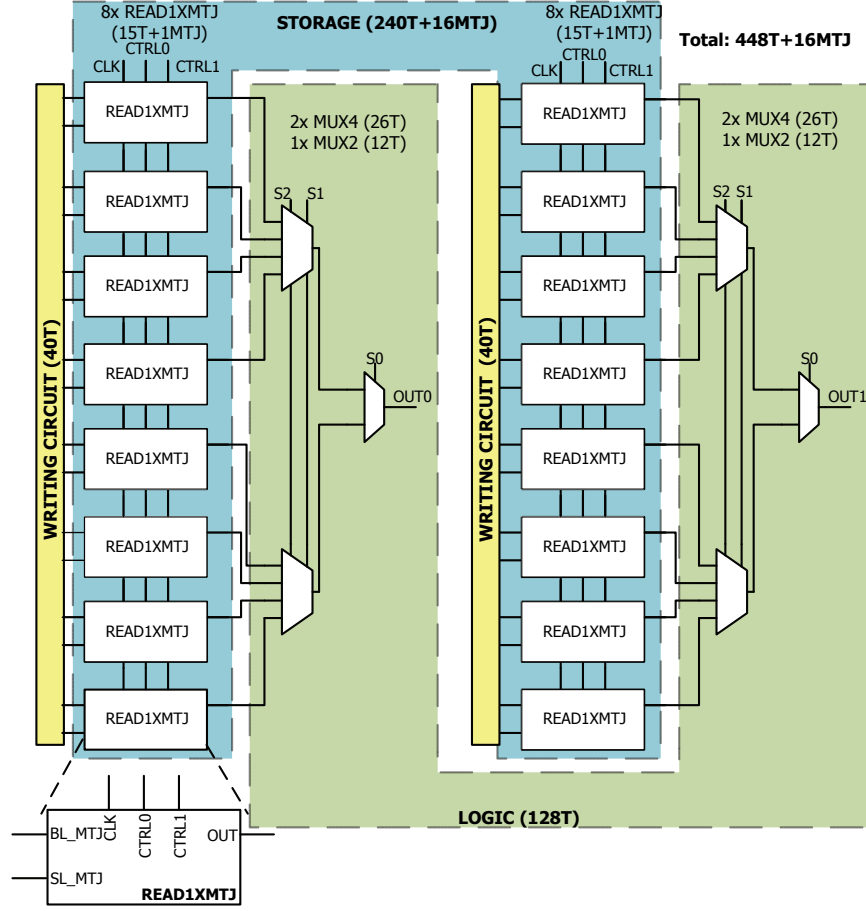 8x READ1XMTJ
(15T+1MTJ)
CTRL0
CLK
CTRL1
STORAGE (240T+16MTJ)
8x READ1XMTJ
(15T+1MTJ)
CTRL0
CLK
CTRL1
Total: 448T+16MTJ
WRITING CIRCUIT (40T)
READ1XMTJ
READ1XMTJ
READ1XMTJ
READ1XMTJ
READ1XMTJ
READ1XMTJ
READ1XMTJ
READ1XMTJ
2x MUX4 (26T)
1x MUX2 (12T)
S2
S1
S0
OUT0
WRITING CIRCUIT (40T)
READ1XMTJ
READ1XMTJ
READ1XMTJ
READ1XMTJ
READ1XMTJ
READ1XMTJ
READ1XMTJ
READ1XMTJ
2x MUX4 (26T)
1x MUX2 (12T)
S2
S1
S0
OUT1
LOGIC (128T)
BL_MTJ
SL_MTJ
CLK
CTRL0
CTRL1
OUT
READ1XMTJ